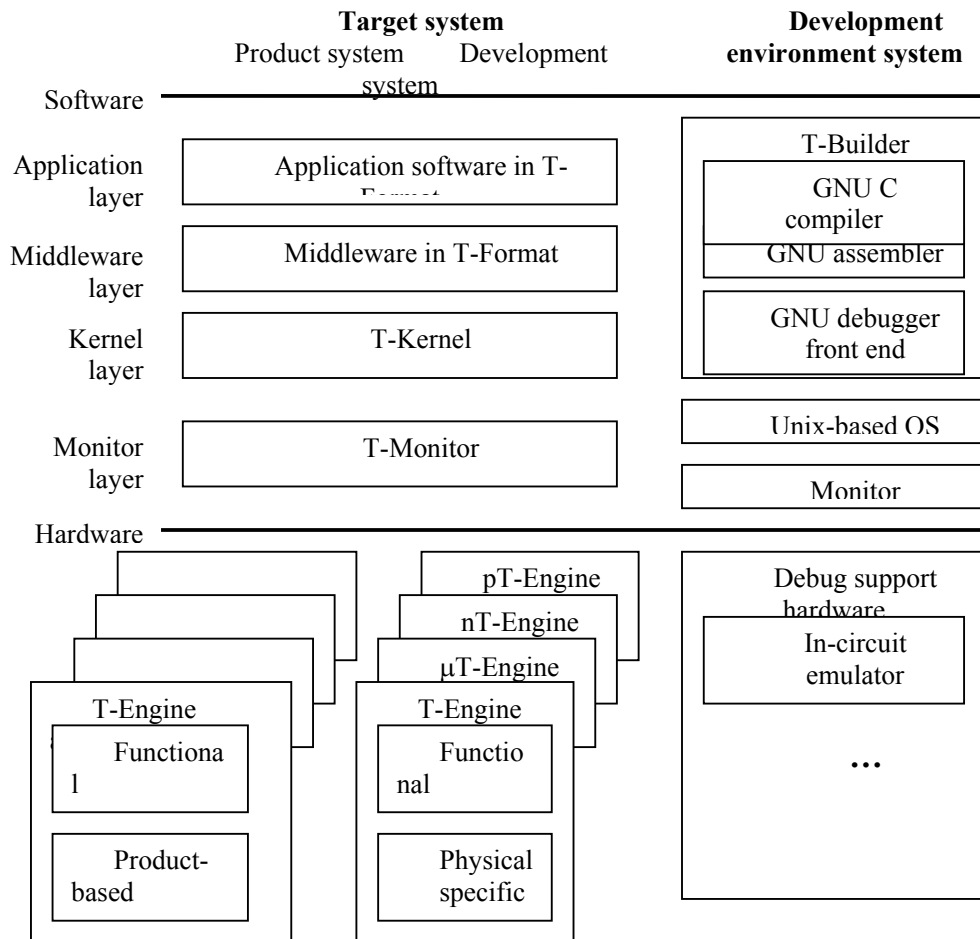 Target system
Product system Development
system
Development
environment system
Software
Application
layer
Application software in T-
Middleware
layer
Middleware in T-Format
Kernel
layer
T-Kernel
Monitor
layer
T-Monitor
T-Builder
GNU C
compiler
GNU assembler
GNU debugger
front end
Unix-based OS
Monitor
Hardware
T-Engine
Functiona
l
Product-
based
pT-Engine
nT-Engine
μT-Engine
T-Engine
Functio
nal
Physical
specific
Debug support
hardware
In-circuit
emulator
...